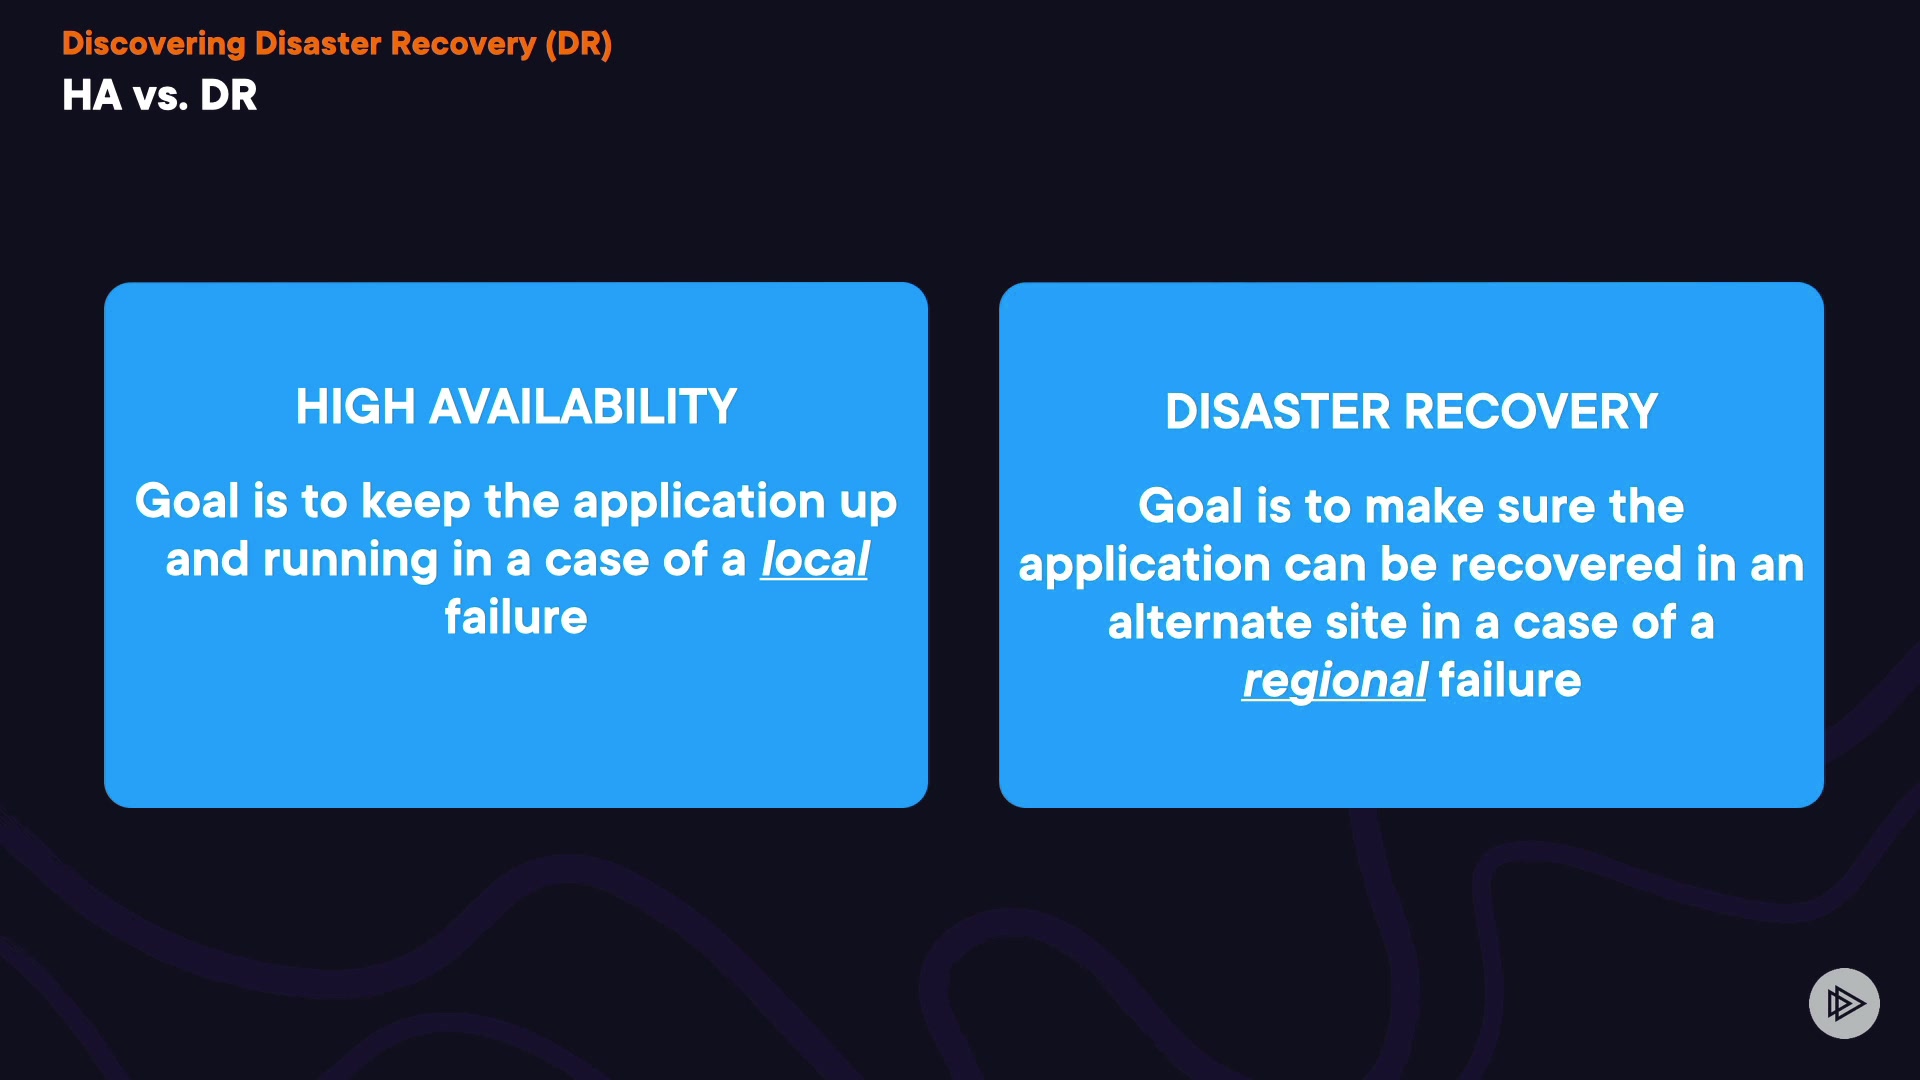 Discovering Disaster Recovery (DR)
HA vs. DR
HIGH AVAILABILITY
Goal is to keep the application up
and running in a case of a local
failure
DISASTER RECOVERY
Goal is to make sure the
application can be recovered in an
alternate site in a case of a
regional failure